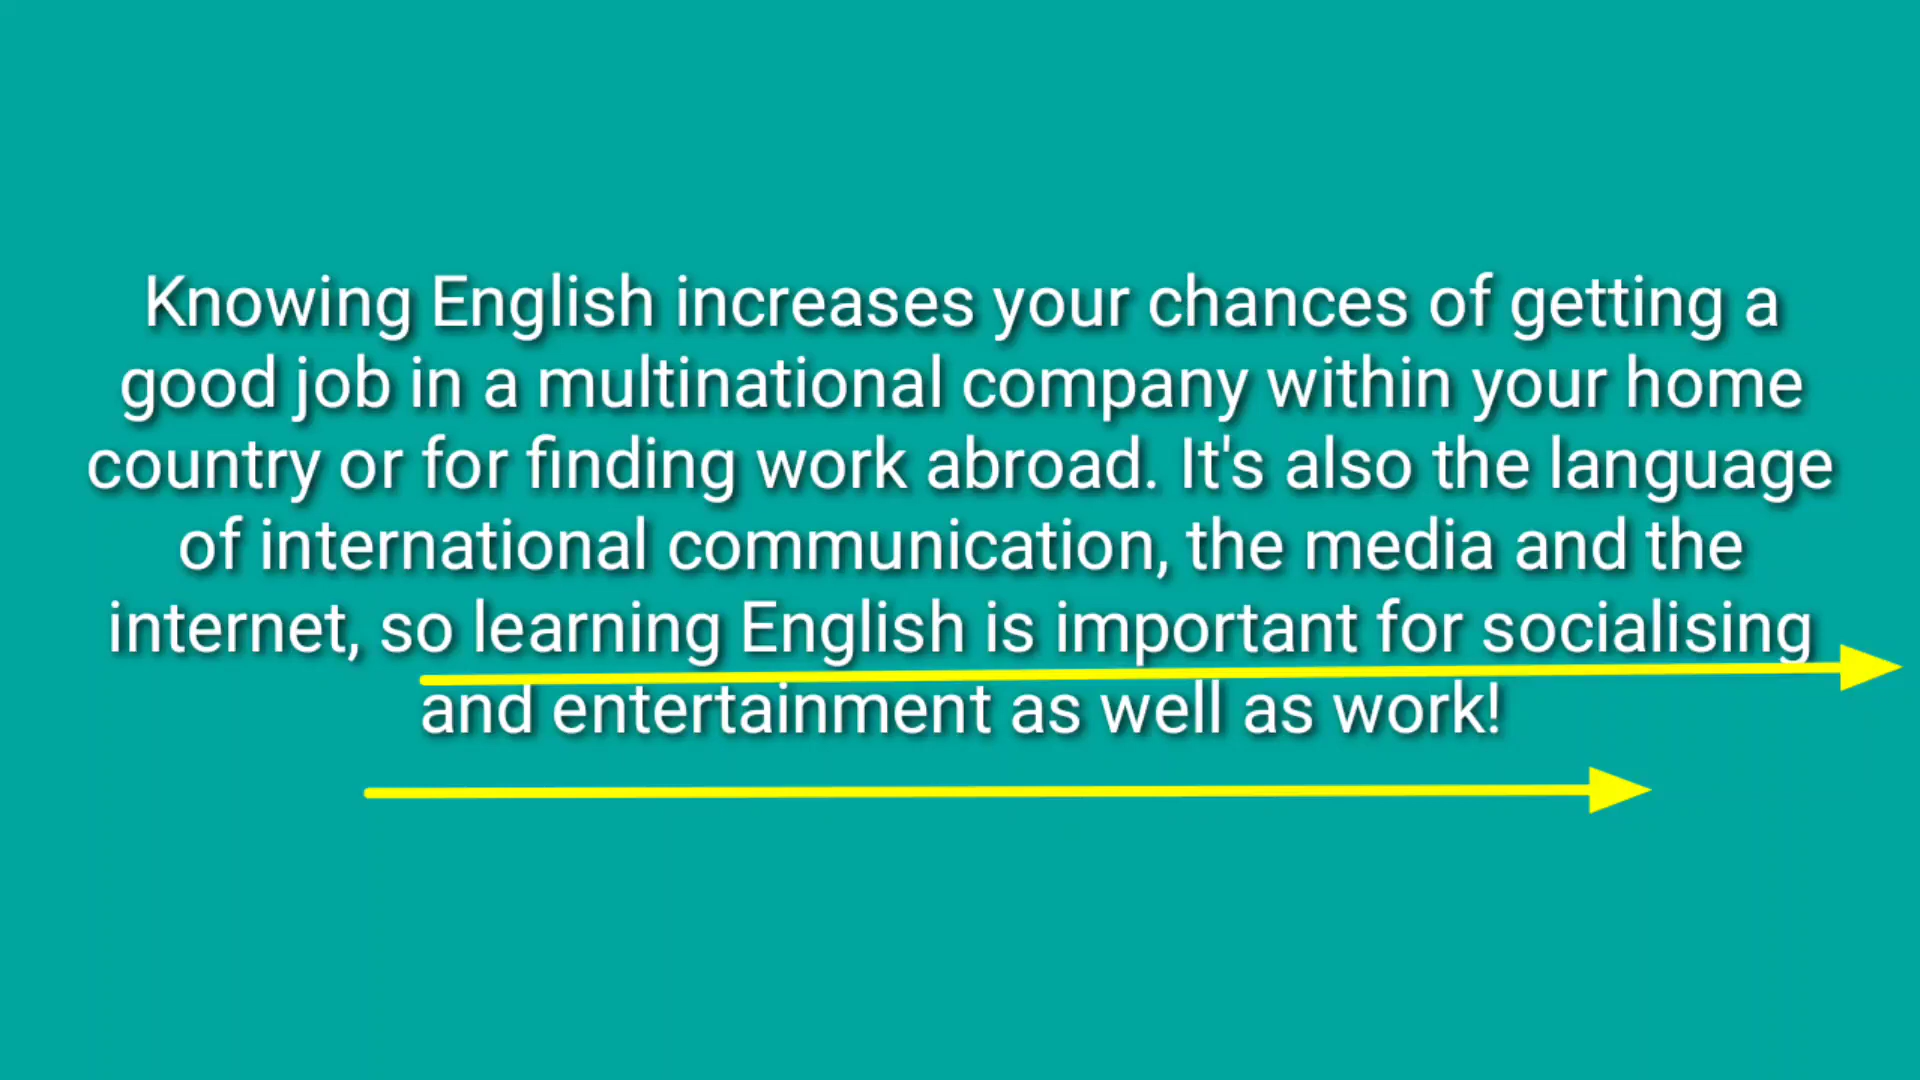 Knowing English increases your chances of getting a
good job in a multinational company within your home
country or for finding work abroad. It's also the language
of international communication, the media and the
internet, so learning English is important for socialising
and entertainment as well as work!